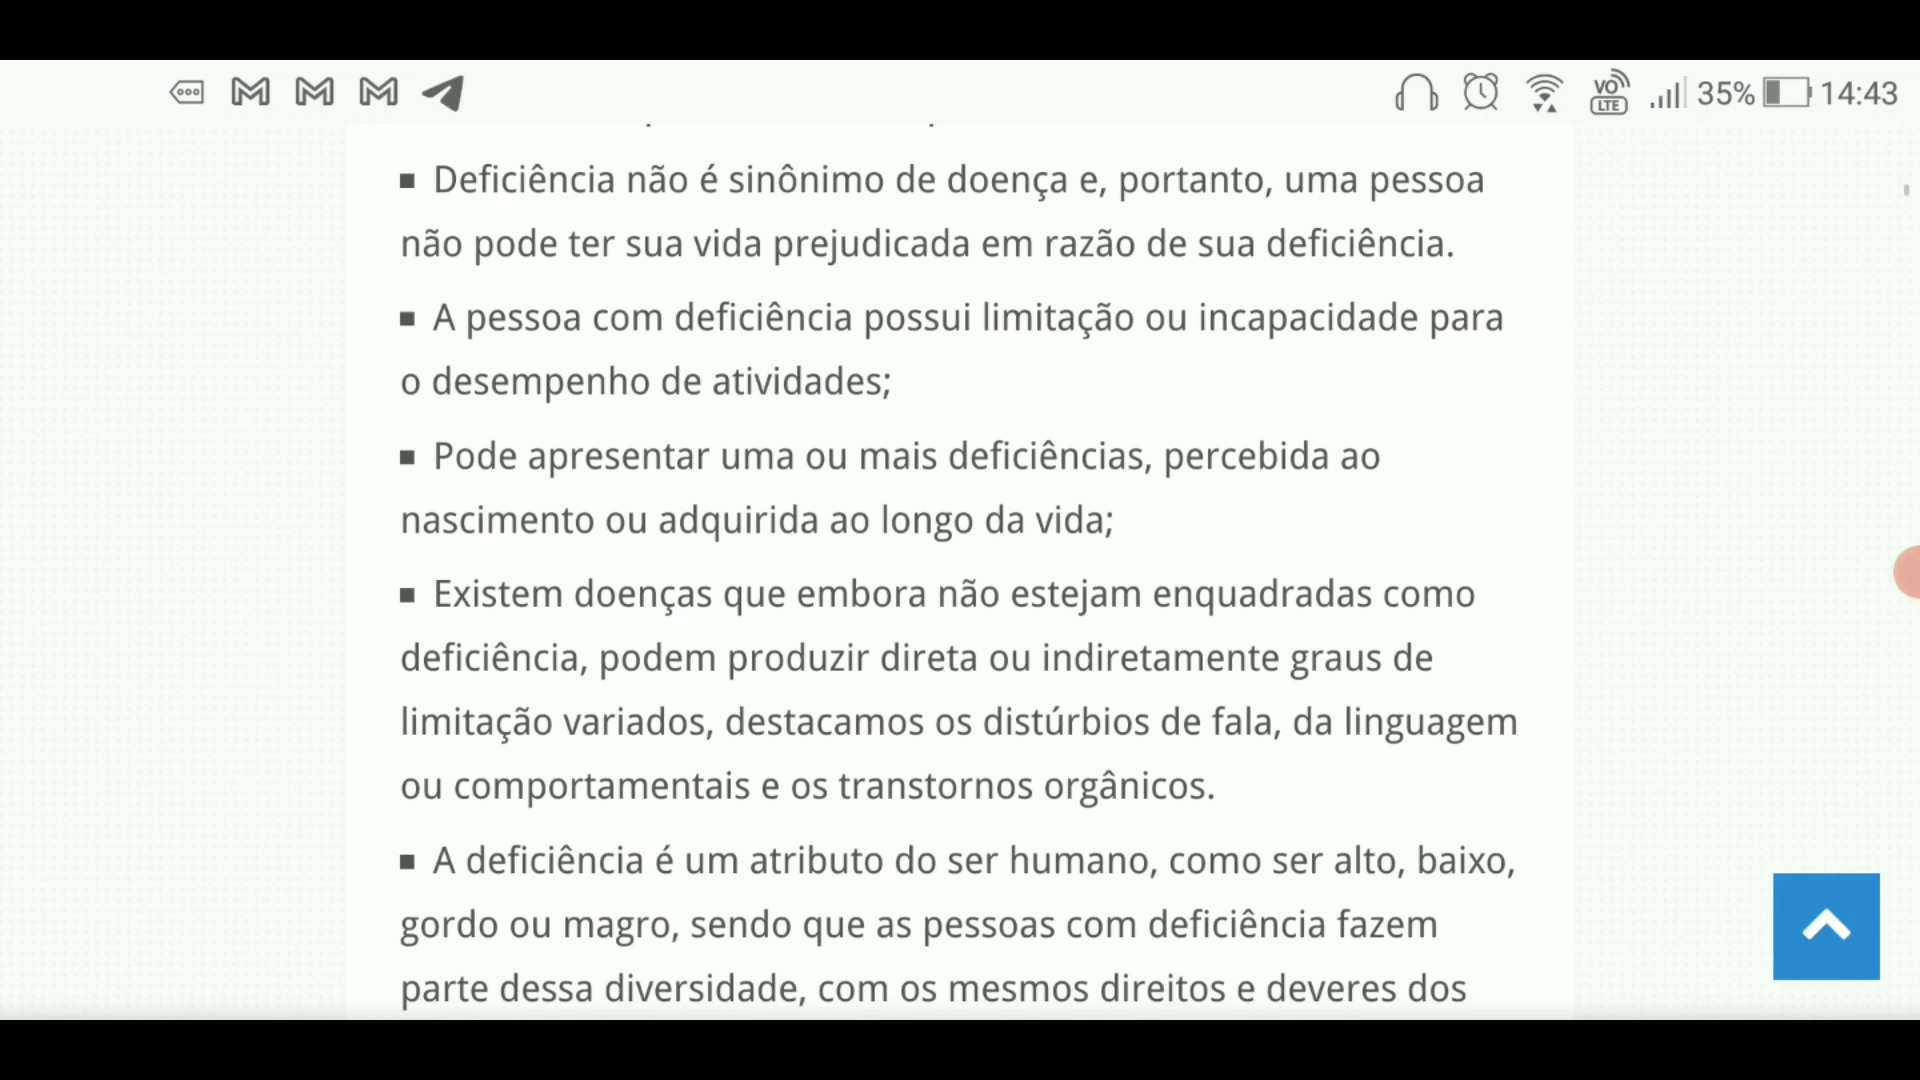 VO LTE 35% 14:43
▪ Deficiência não é sinônimo de doença e, portanto, uma pessoa
não pode ter sua vida prejudicada em razão de sua deficiência.
▪ A pessoa com deficiência possui limitação ou incapacidade para
o desempenho de atividades;
▪ Pode apresentar uma ou mais deficiências, percebida ao
nascimento ou adquirida ao longo da vida;
▪ Existem doenças que embora não estejam enquadradas como
deficiência, podem produzir direta ou indiretamente graus de
limitação variados, destacamos os distúrbios de fala, da linguagem
ou comportamentais e os transtornos orgânicos.
▪ A deficiência é um atributo do ser humano, como ser alto, baixo,
gordo ou magro, sendo que as pessoas com deficiência fazem
parte dessa diversidade, com os mesmos direitos e deveres dos